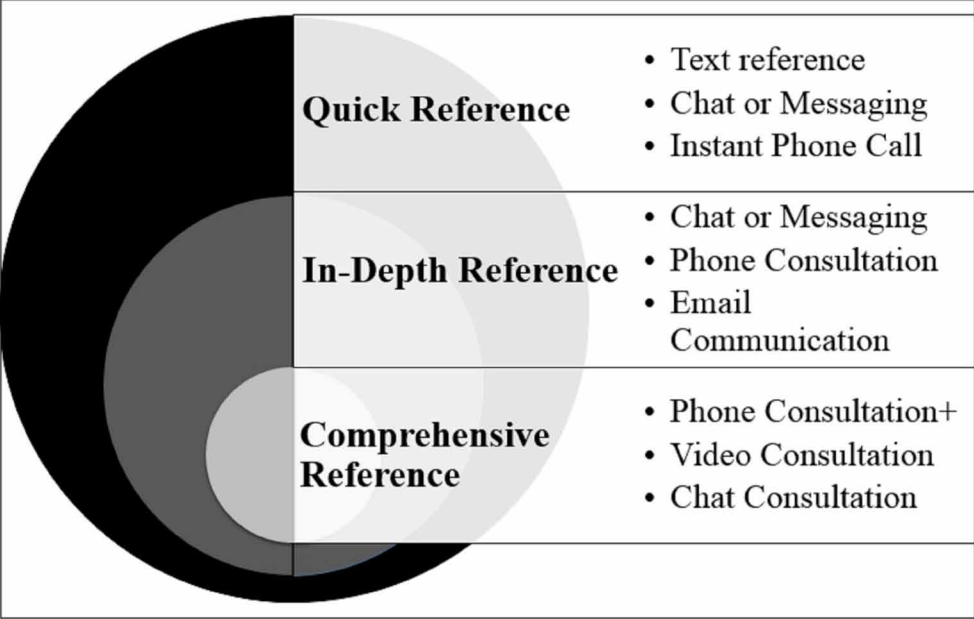 Quick Reference
• Text reference
• Chat or Messaging
• Instant Phone Call
In-Depth Reference
• Chat or Messaging
• Phone Consultation
• Email
Communication
Comprehensive
Reference
• Phone Consultation+
• Video Consultation
• Chat Consultation